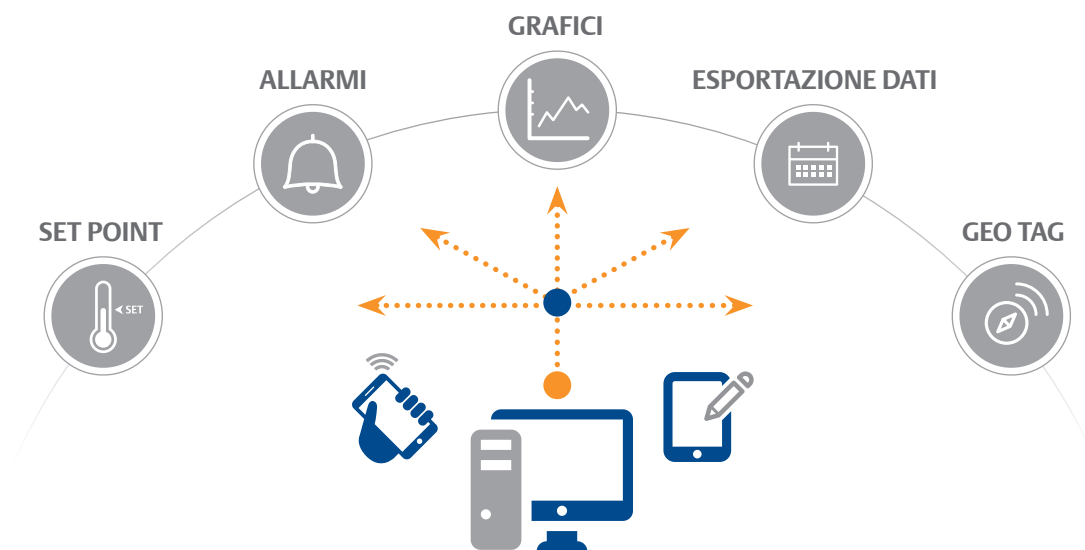 GRAFICI
ALLARMI
ESPORTAZIONE DATI
SET POINT
GEO TAG
SET